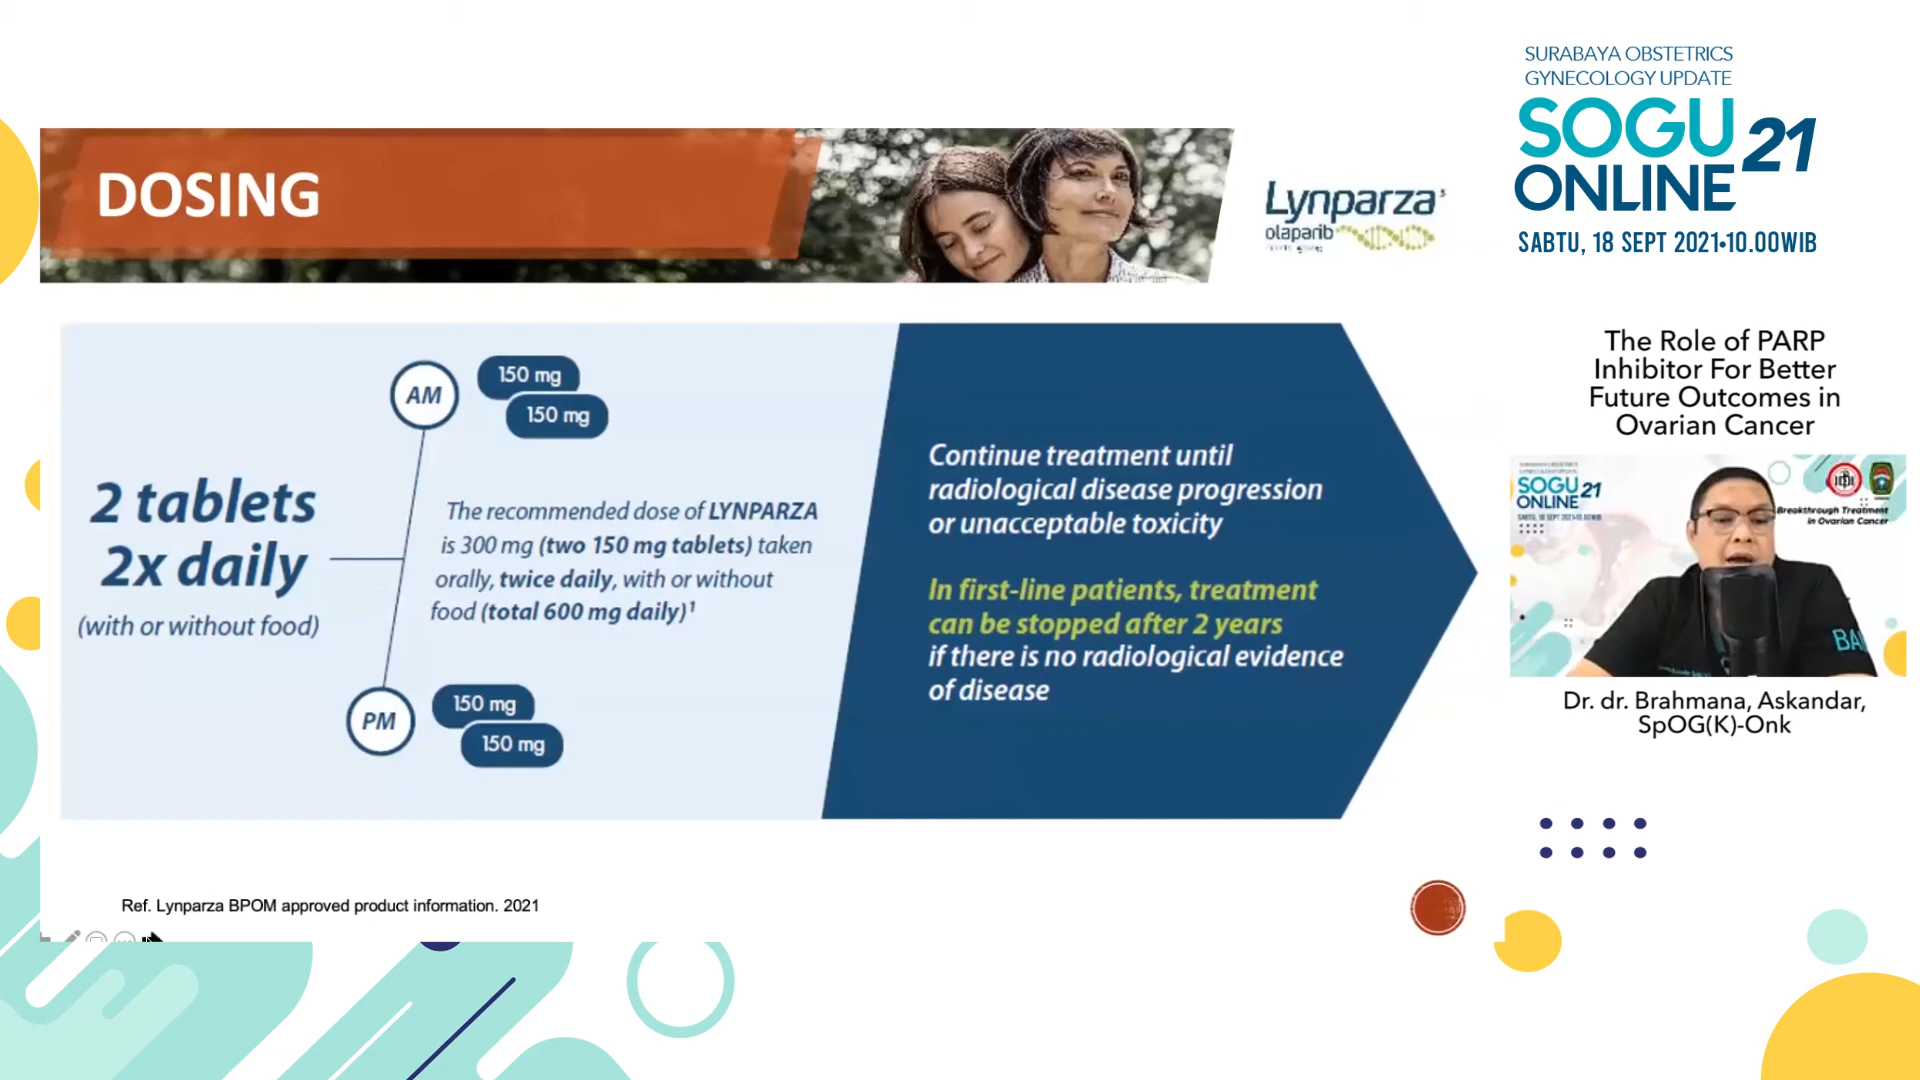 SURABAYA OBSTETRICS
GYNECOLOGY UPDATE
SOGU
ONLINE
21
SABTU, 18 SEPT 2021•10.00WIB
DOSING
Lynparza
olaparib
AM
150 mg
150 mg
2 tablets
2x daily
(with or without food)
The recommended dose of LYNPARZA
is 300 mg (two 150 mg tablets) taken
orally, twice daily, with or without
food (total 600 mg daily)¹
PM
150 mg
150 mg
Continue treatment until
radiological disease progression
or unacceptable toxicity
In first-line patients, treatment
can be stopped after 2 years
if there is no radiological evidence
of disease
Ref. Lynparza BPOM approved product information. 2021
The Role of PARP
Inhibitor For Better
Future Outcomes in
Ovarian Cancer
SOGU
ONLINE
21
Breakthrough Treatment
in Ovarian Cancer
Dr. dr. Brahmana, Askandar,
SpOG(K)-Onk